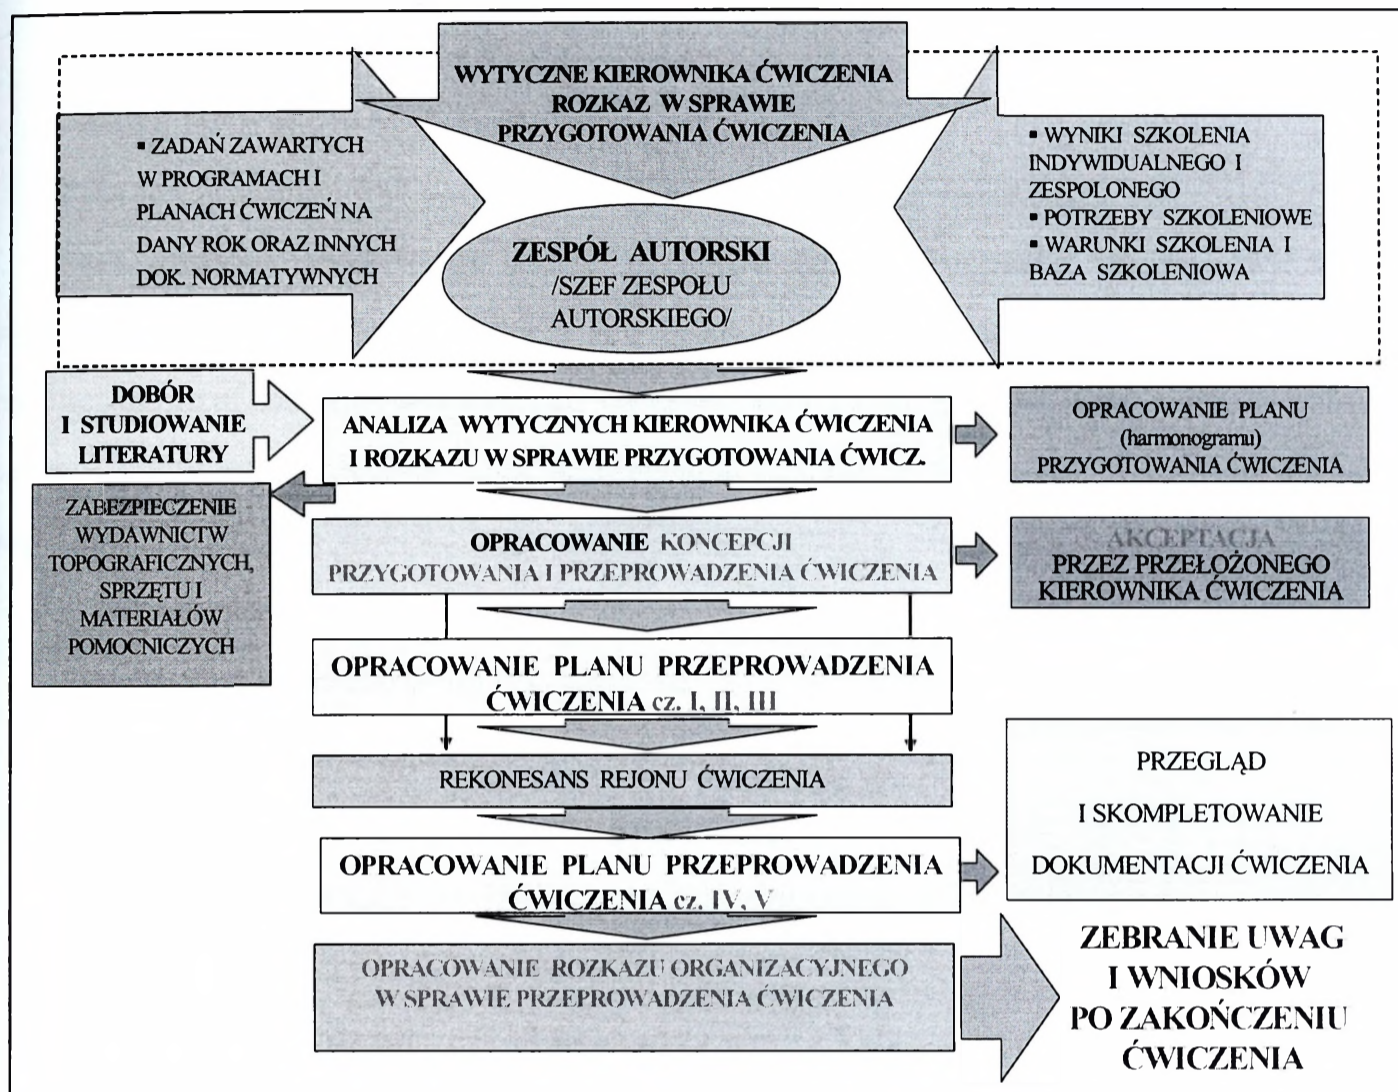 WYTYCZNE KIEROWNIKA ĆWICZENIA
ROZKAZ W SPRAWIE
PRZYGOTOWANIA ĆWICZENIA
▪ ZADAŃ ZAWARTYCH
W PROGRAMACH I
PLANACH ĆWICZEŃ NA
DANY ROK ORAZ INNYCH
DOK. NORMATYWNYCH
▪ WYNIKI SZKOLENIA
INDYWIDUALNEGO I
ZESPOLONEGO
▪ POTRZEBY SZKOLENIOWE
▪ WARUNKI SZKOLENIA I
BAZA SZKOLENIOWA
ZESPÓŁ AUTORSKI
/SZEF ZESPOŁU
AUTORSKIEGO/
DOBÓR
I STUDIOWANIE
LITERATURY
ANALIZA WYTYCZNYCH KIEROWNIKA ĆWICZENIA
I ROZKAZU W SPRAWIE PRZYGOTOWANIA ĆWICZ.
OPRACOWANIE PLANU
(harmonogramu)
PRZYGOTOWANIA ĆWICZENIA
ZABEZPIECZENIE
WYDAWNICTW
TOPOGRAFICZNYCH,
SPRZĘTU I
MATERIAŁÓW
POMOCNICZYCH
OPRACOWANIE KONCEPCJI
PRZYGOTOWANIA I PRZEPROWADZENIA ĆWICZENIA
AKCEPTACJA
PRZEZ PRZEŁOŻONEGO
KIEROWNIKA ĆWICZENIA
OPRACOWANIE PLANU PRZEPROWADZENIA
ĆWICZENIA cz. I, II, III
REKONESANS REJONU ĆWICZENIA
OPRACOWANIE PLANU PRZEPROWADZENIA
ĆWICZENIA cz. IV, V
PRZEGLĄD
I SKOMPLETOWANIE
DOKUMENTACJI ĆWICZENIA
OPRACOWANIE ROZKAZU ORGANIZACYJNEGO
W SPRAWIE PRZEPROWADZENIA ĆWICZENIA
ZEBRANIE UWAG
I WNIOSKÓW
PO ZAKOŃCZENIU
ĆWICZENIA